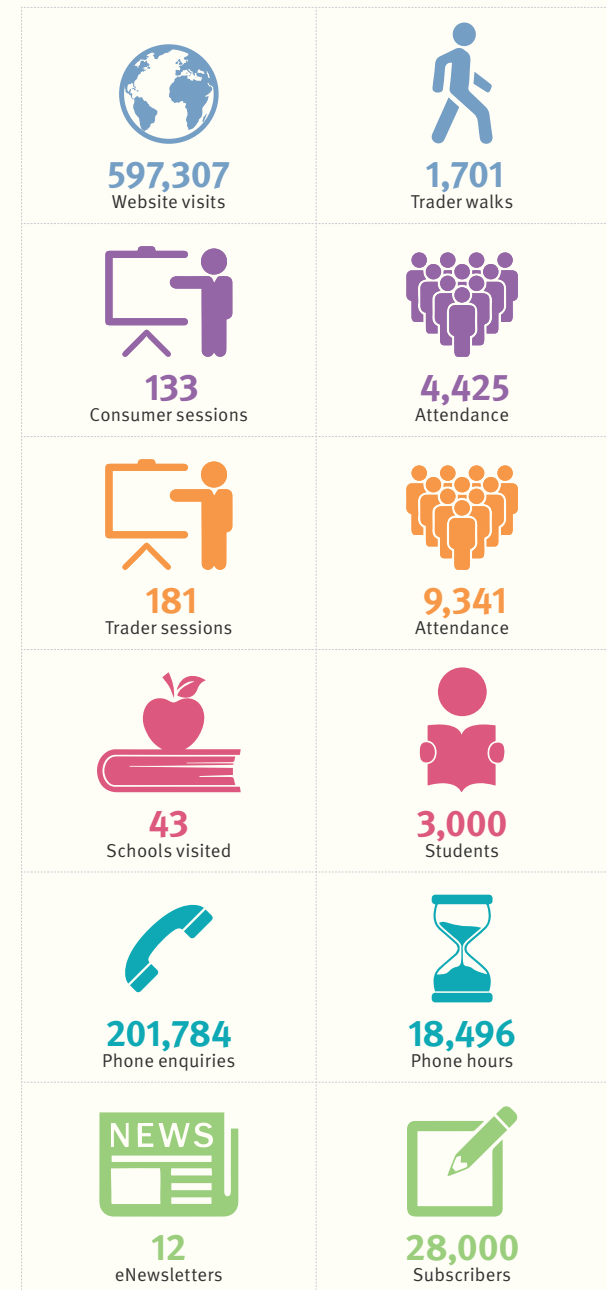 597,307
Website visits
1,701
Trader walks
133
Consumer sessions
4,425
Attendance
181
Trader sessions
9,341
Attendance
43
Schools visited
3,000
Students
201,784
Phone enquiries
18,496
Phone hours
NEWS
12
eNewsletters
28,000
Subscribers